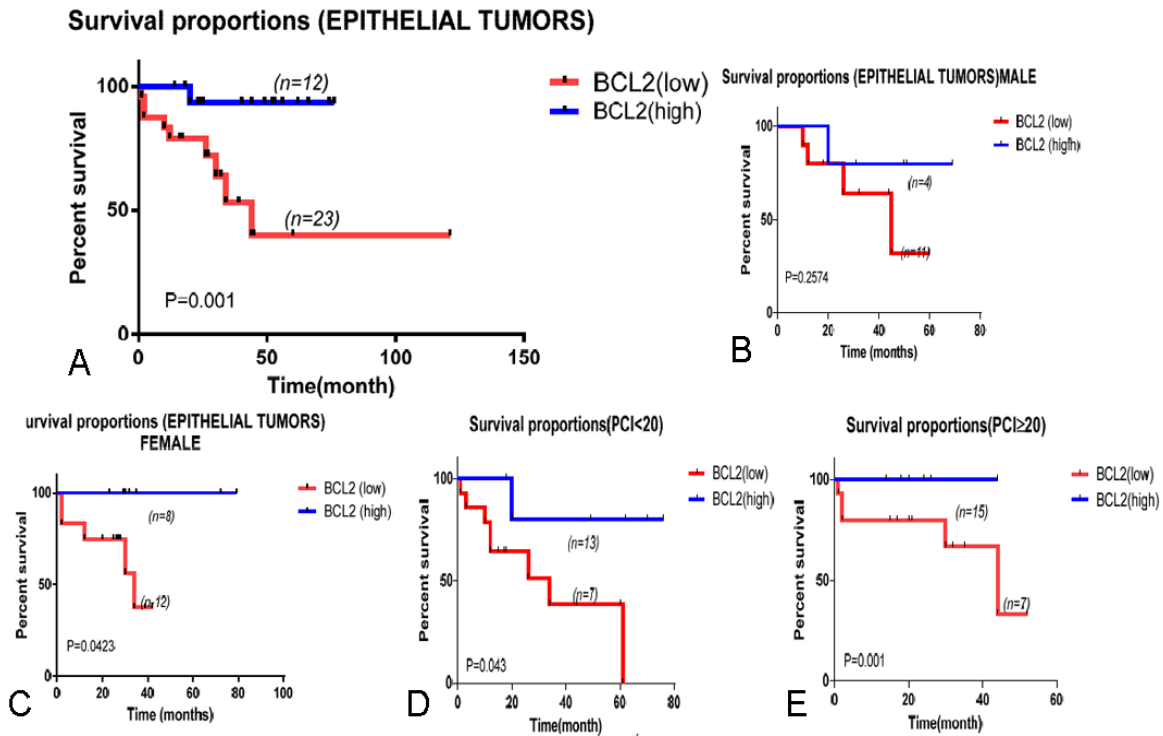 Survival proportions (EPITHELIAL TUMORS)
100
50
0
Percent survival
(n=12)
(n=23)
P=0.001
0 50 100 150
Time(month)
BCL2(low)
BCL2(high)
A
Survival proportions (EPITHELIAL TUMORS)MALE
100
50
0
Percent survival
(n=4)
(n=11)
P=0.2574
0 20 40 60 80
Time (months)
BCL2 (low)
BCL2 (high)
B
urvival proportions (EPITHELIAL TUMORS)
FEMALE
100
50
0
Percent survival
(n=8)
(n-12)
P=0.0423
0 20 40 60 80 100
Time (months)
BCL2 (low)
BCL2 (high)
C
Survival proportions(PCI<20)
100
50
0
Percent survival
(n=13)
(n=7)
P=0.043
0 20 40 60 80
Time(month)
BCL2(low)
BCL2(high)
D
Survival proportions(PCI≥20)
100
50
0
Percent survival
(n=15)
(n=7)
P=0.001
0 20 40 60
Time(month)
BCL2(low)
BCL2(high)
E